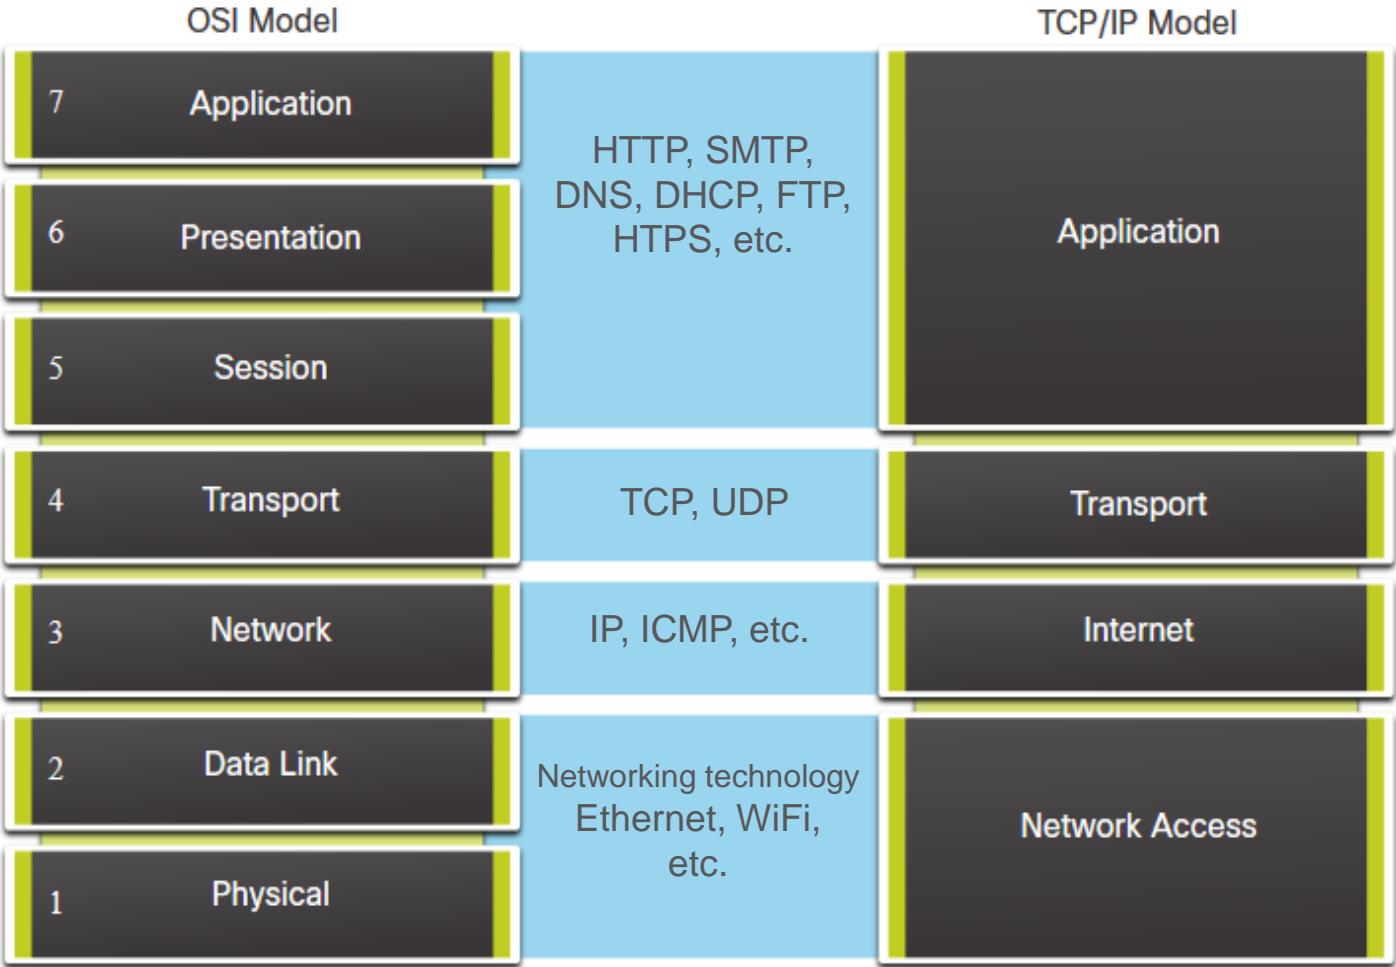 OSI Model
TCP/IP Model
7 Application
6 Presentation
5 Session
4 Transport
3 Network
2 Data Link
1 Physical
HTTP, SMTP,
DNS, DHCP, FTP,
HTPS, etc.
TCP, UDP
IP, ICMP, etc.
Networking technology
Ethernet, WiFi,
etc.
Application
Transport
Internet
Network Access